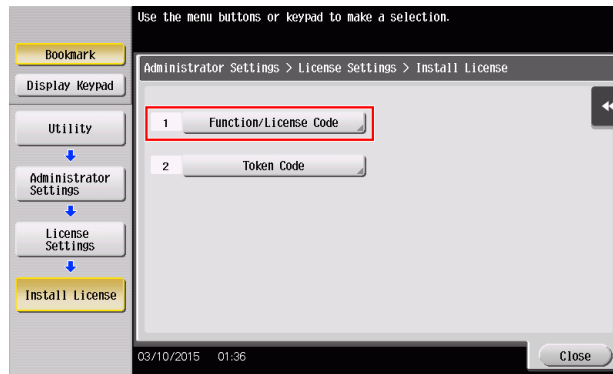 Use the menu buttons or keypad to make a selection.
Bookmark
Display Keypad
Utility
Administrator
Settings
License
Settings
Install License
Administrator Settings > License Settings > Install License
1 Function/License Code
2 Token Code
03/10/2015 01:36
Close